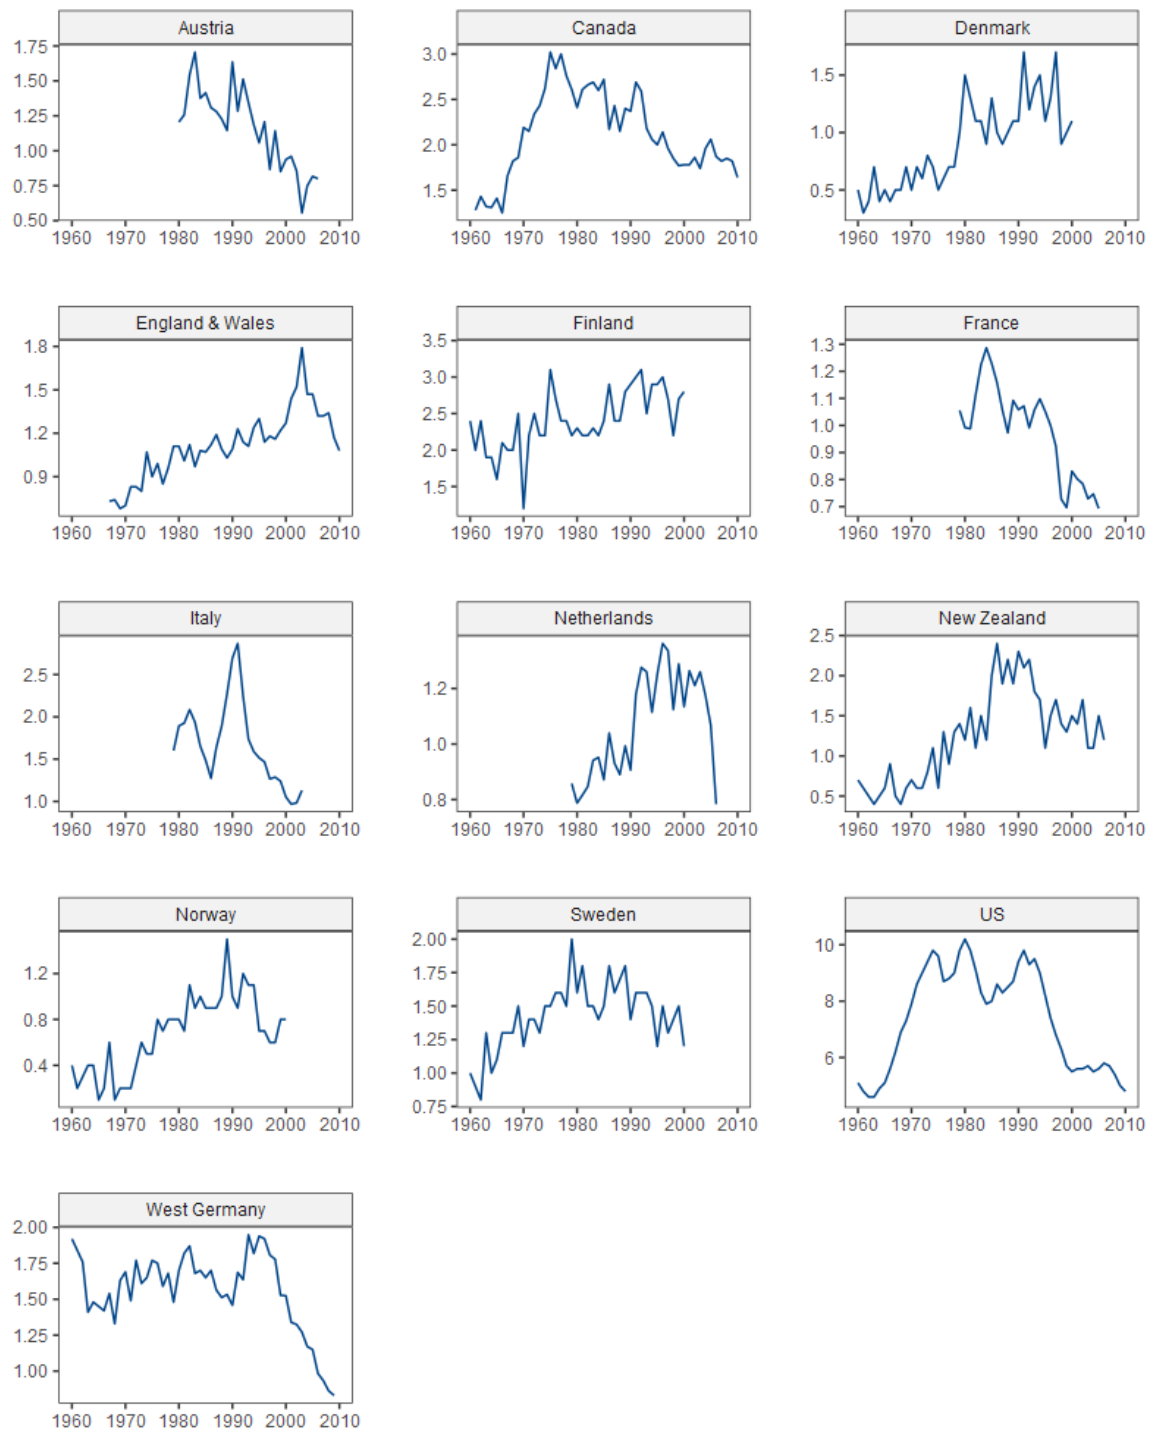 Austria
1.75
1.50
1.25
1.00
0.75
0.50
1960 1970 1980 1990 2000 2010
Canada
3.0
2.5
2.0
1.5
1960 1970 1980 1990 2000 2010
Denmark
1.5
1.0
0.5
1960 1970 1980 1990 2000 2010
England & Wales
1.8
1.5
1.2
0.9
1960 1970 1980 1990 2000 2010
Finland
3.5
3.0
2.5
2.0
1.5
1960 1970 1980 1990 2000 2010
France
1.3
1.2
1.1
1.0
0.9
0.8
0.7
1960 1970 1980 1990 2000 2010
Italy
2.5
2.0
1.5
1.0
1960 1970 1980 1990 2000 2010
Netherlands
1.2
1.0
0.8
1960 1970 1980 1990 2000 2010
New Zealand
2.5
2.0
1.5
1.0
0.5
1960 1970 1980 1990 2000 2010
Norway
1.2
0.8
0.4
1960 1970 1980 1990 2000 2010
Sweden
2.00
1.75
1.50
1.25
1.00
0.75
1960 1970 1980 1990 2000 2010
US
10
8
6
1960 1970 1980 1990 2000 2010
West Germany
2.00
1.75
1.50
1.25
1.00
1960 1970 1980 1990 2000 2010